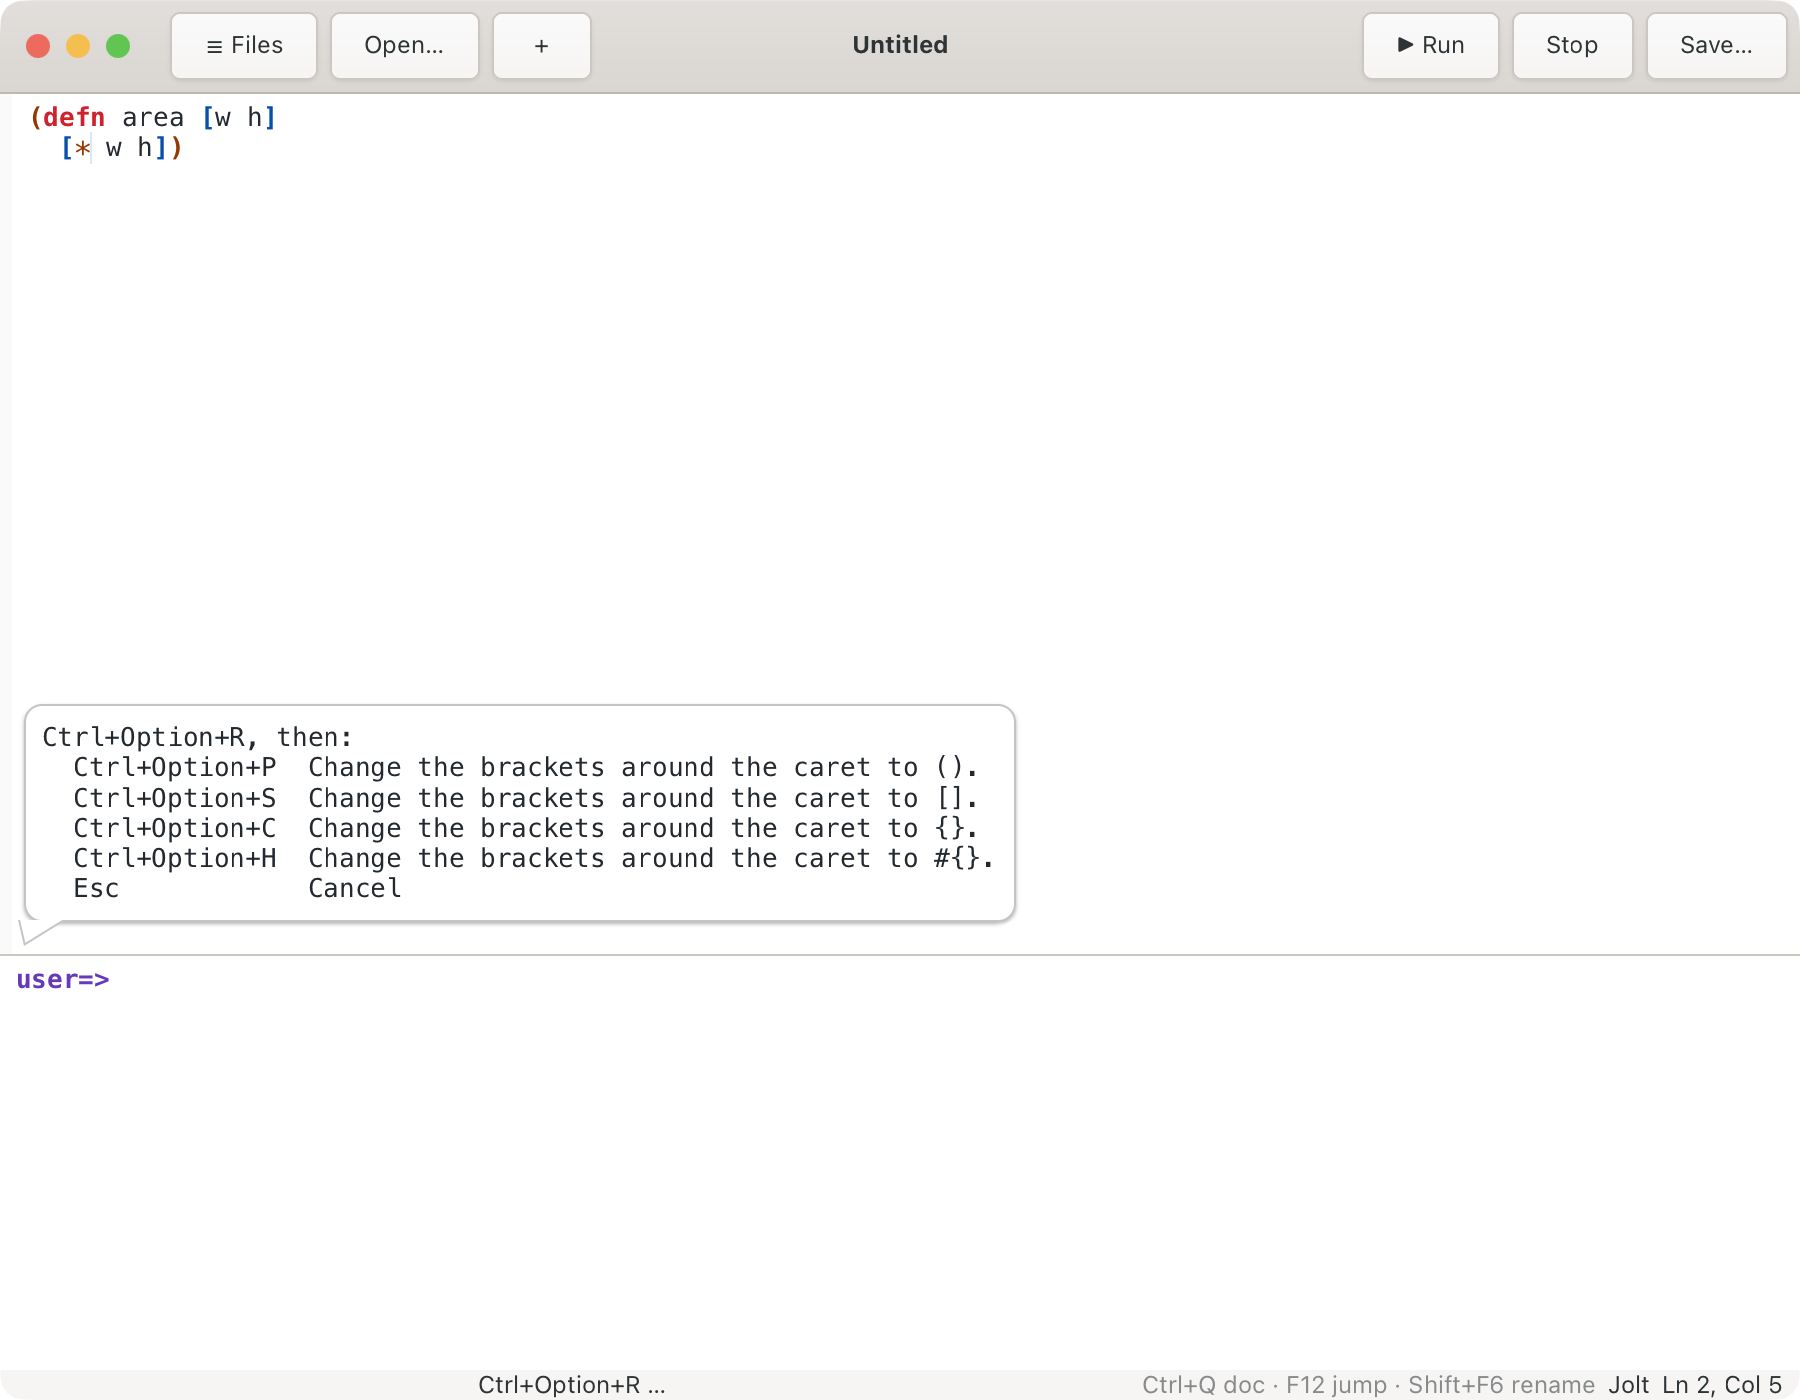 ≡ Files Open... + Untitled ▶ Run Stop Save...
(defn area [w h]
  [* w h])
Ctrl+Option+R, then:
  Ctrl+Option+P  Change the brackets around the caret to ().
  Ctrl+Option+S  Change the brackets around the caret to [].
  Ctrl+Option+C  Change the brackets around the caret to {}.
  Ctrl+Option+H  Change the brackets around the caret to #{}.
  Esc            Cancel
user=>
Ctrl+Option+R ... Ctrl+Q doc · F12 jump · Shift+F6 rename Jolt Ln 2, Col 5